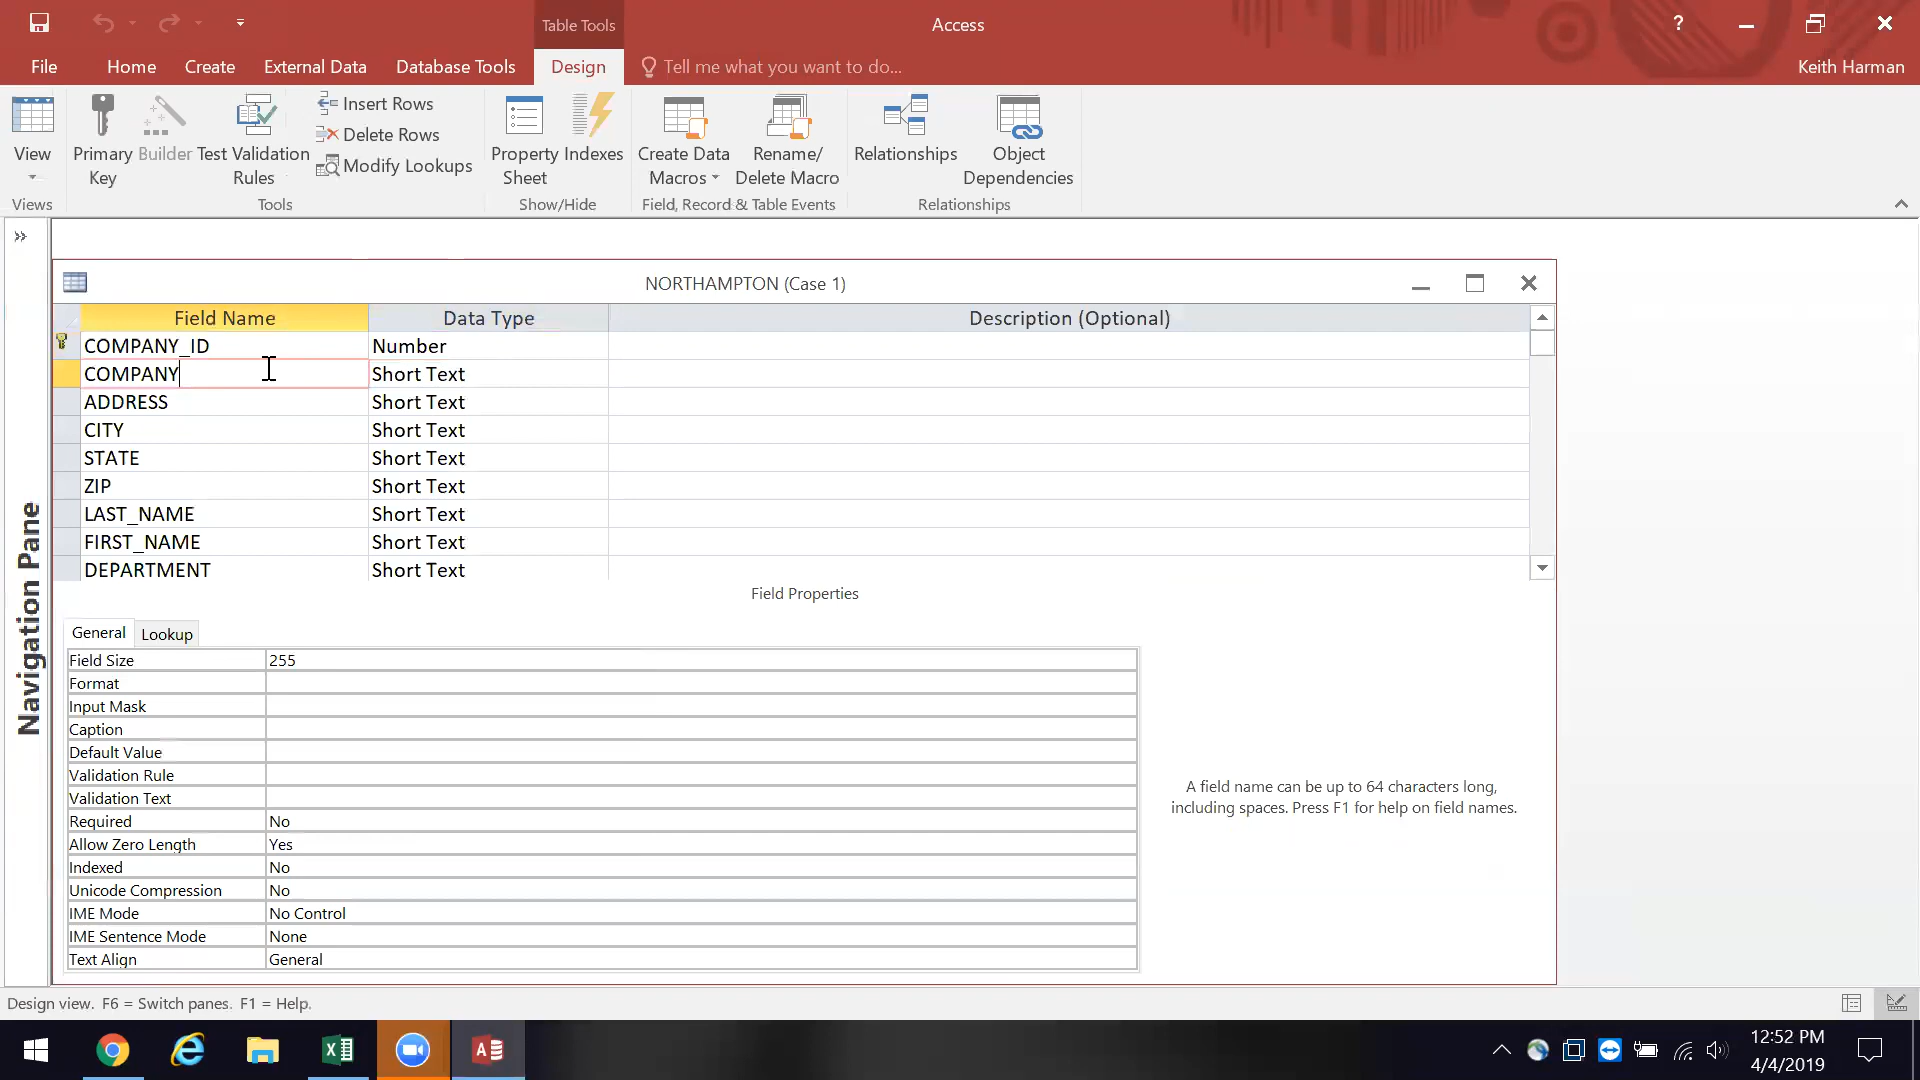 Table Tools
Access
?
File
Home
Create
External Data
Database Tools
Design
Tell me what you want to do...
Keith Harman
View
Primary Key
Builder
Test Validation Rules
Insert Rows
Delete Rows
Modify Lookups
Property Sheet
Indexes
Create Data Macros
Rename/ Delete Macro
Relationships
Object Dependencies
Views
Tools
Show/Hide
Field, Record & Table Events
Relationships
Navigation Pane
NORTHAMPTON (Case 1)
Field Name Data Type Description (Optional)
COMPANY_ID Number
COMPANY Short Text
ADDRESS Short Text
CITY Short Text
STATE Short Text
ZIP Short Text
LAST_NAME Short Text
FIRST_NAME Short Text
DEPARTMENT Short Text
Field Properties
General Lookup
Field Size 255
Format
Input Mask
Caption
Default Value
Validation Rule
Validation Text
Required No
Allow Zero Length Yes
Indexed No
Unicode Compression No
IME Mode No Control
IME Sentence Mode None
Text Align General
A field name can be up to 64 characters long,
including spaces. Press F1 for help on field names.
Design view. F6 = Switch panes. F1 = Help.
12:52 PM
4/4/2019